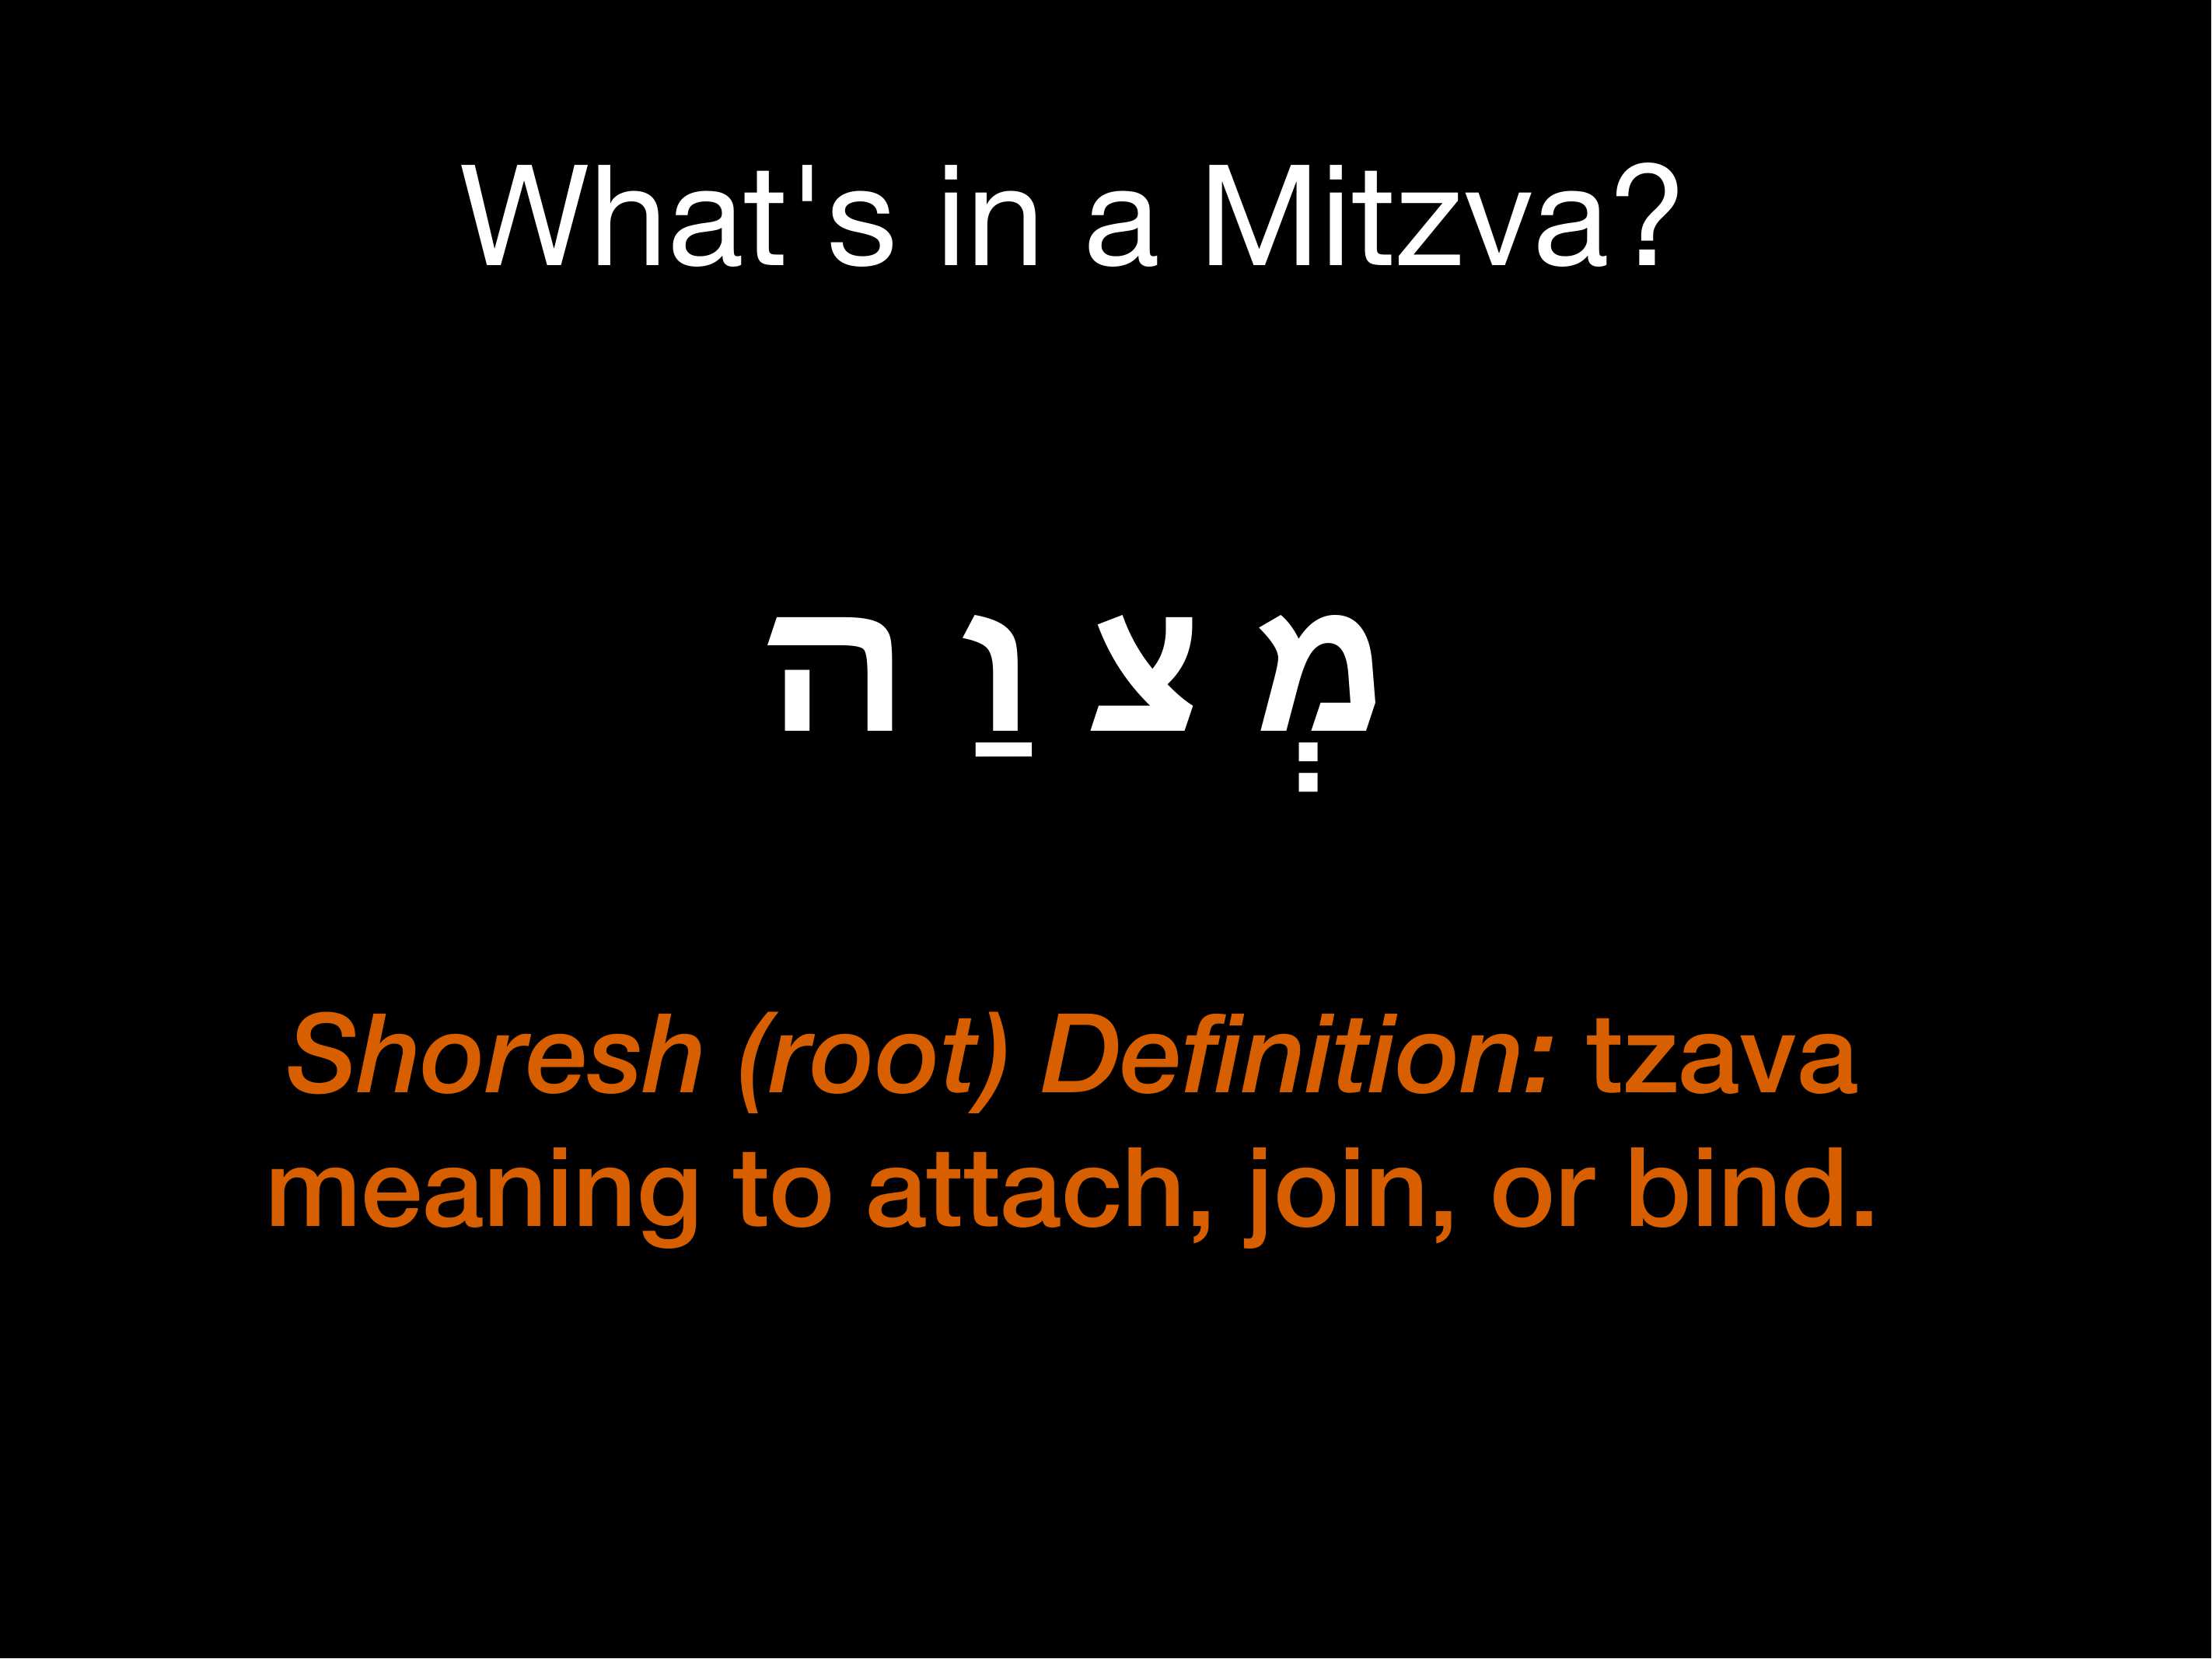 What's in a Mitzva?
מְ צ וַ ה
Shoresh (root) Definition: tzava
meaning to attach, join, or bind.